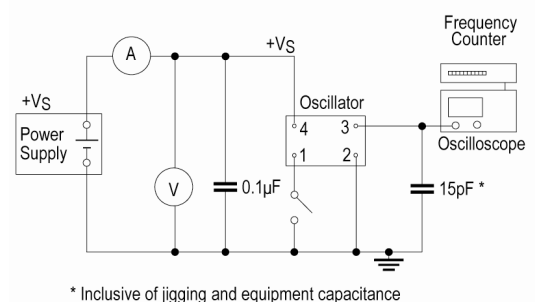 Frequency
Counter
A
+VS
+VS
Oscillator
4 3
1 2
Oscilloscope
Power
Supply
V
0.1µF
15pF *
* Inclusive of jigging and equipment capacitance